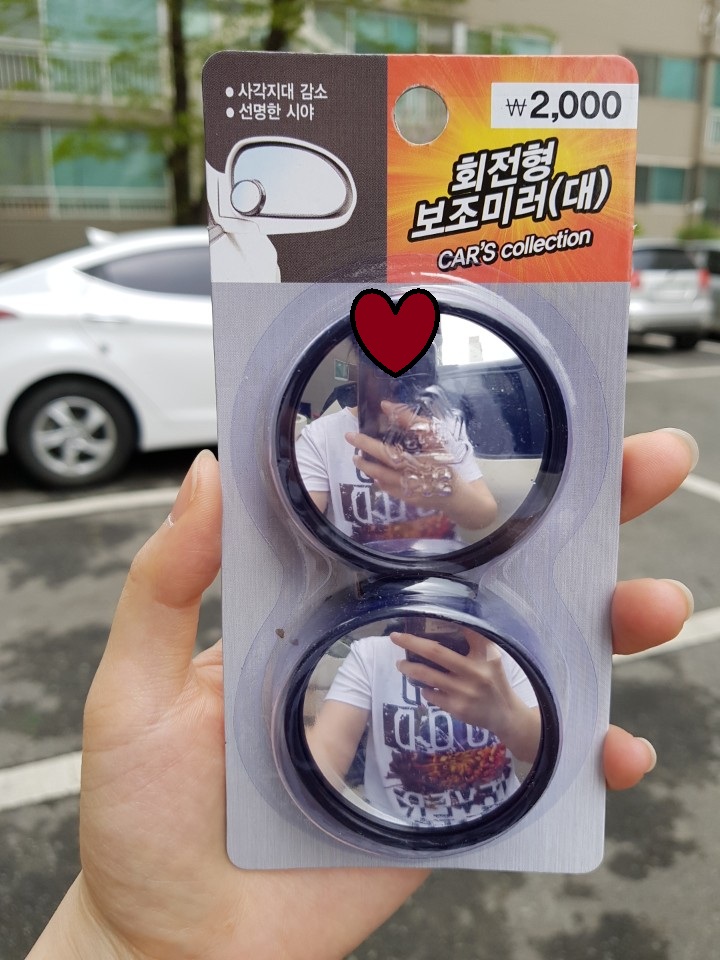 ● 사각지대 감소
● 선명한 시야
₩2,000
회전형
보조미러(대)
CAR'S collection